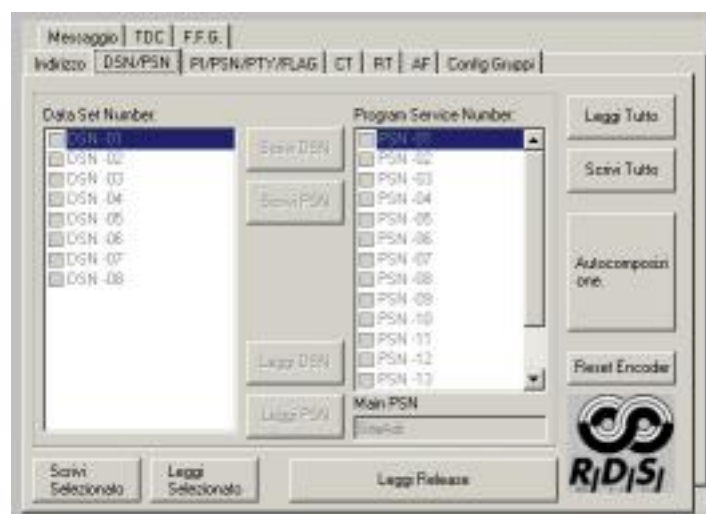 Messaggio TDC F.F.G.
Indirizzo DSN/PSN PI/PSN/PTY/FLAG CT RT AF Config Gruppi
Data Set Number:
DSN -01
DSN -02
DSN -03
DSN -04
DSN -05
DSN -06
DSN -07
DSN -08
Scrivi DSN
Scrivi PSN
Leggi DSN
Leggi PSN
Program Service Number:
PSN -01
PSN -02
PSN -03
PSN -04
PSN -05
PSN -06
PSN -07
PSN -08
PSN -09
PSN -10
PSN -11
PSN -12
PSN -13
Main PSN
Leggi Tutto
Scrivi Tutto
Autocomposizi
one.
Reset Encoder
R/D/S/
Scrivi
Selezionato
Leggi
Selezionato
Leggi Release